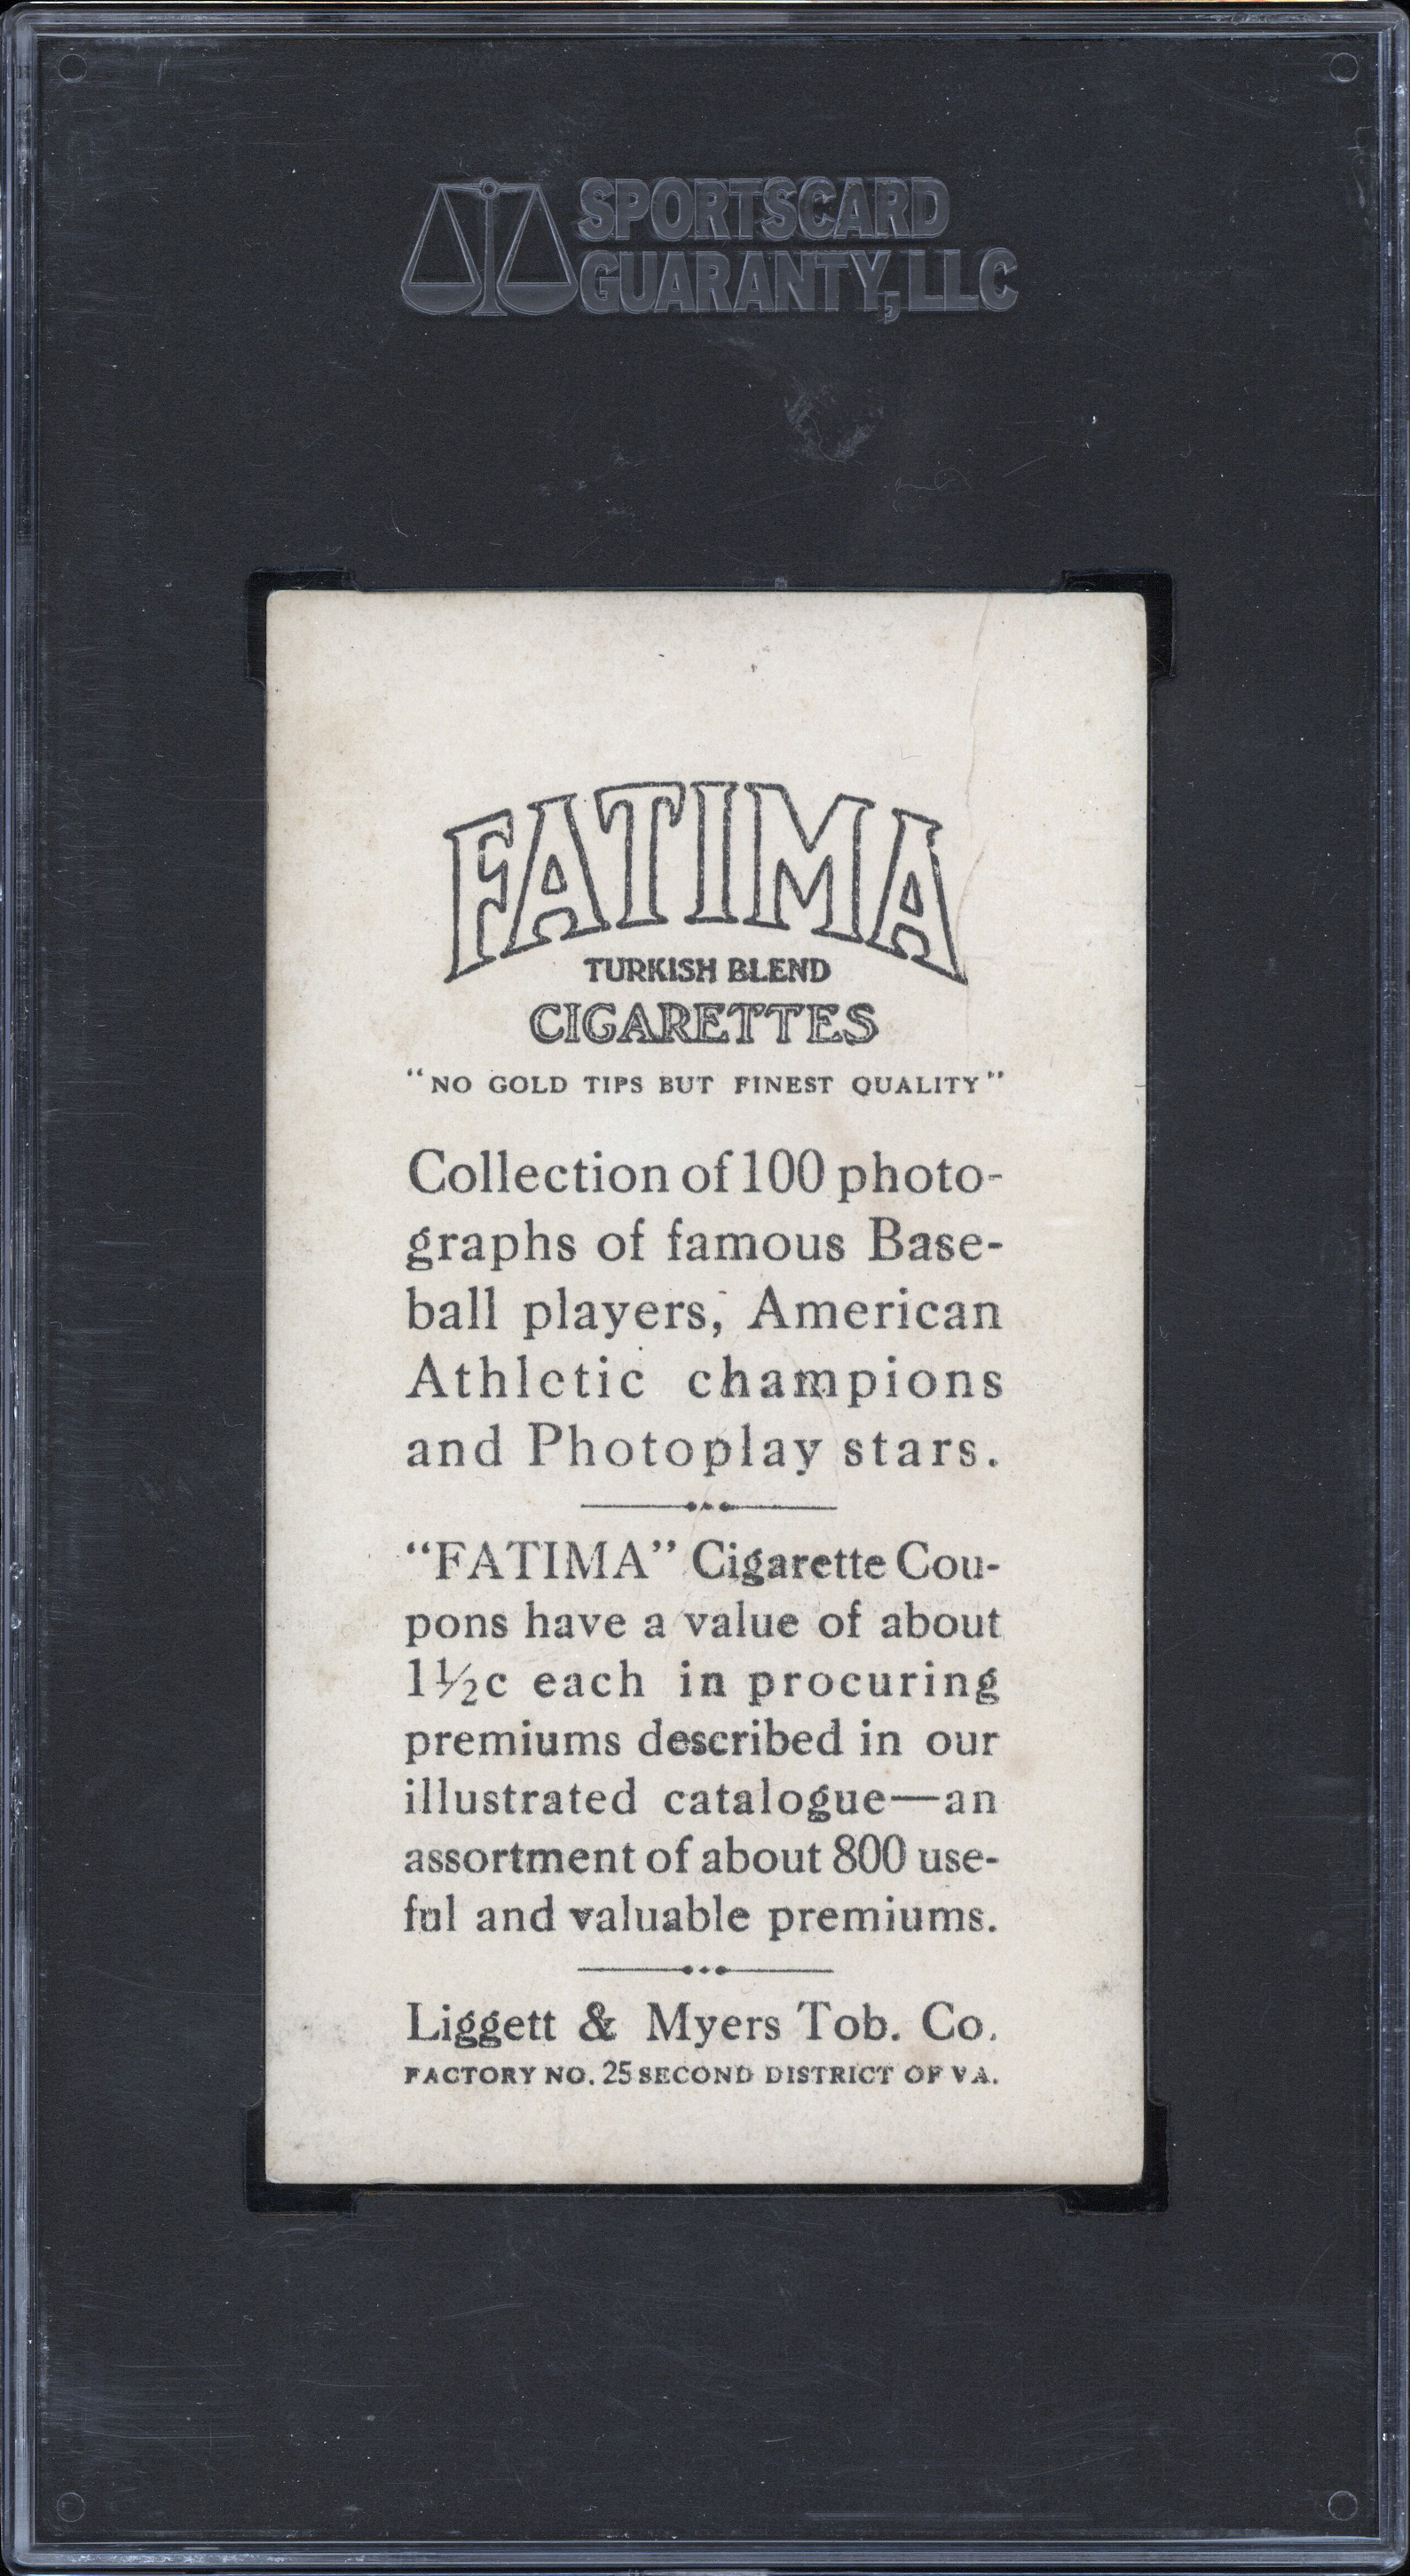 SPORTSCARD
GUARANTY, LLC
FATIMA
TURKISH BLEND
CIGARETTES
"NO GOLD TIPS BUT FINEST QUALITY"
Collection of 100 photo-
graphs of famous Base-
ball players, American
Athletic champions
and Photoplay stars.
"FATIMA" Cigarette Cou-
pons have a value of about
1½c each in procuring
premiums described in our
illustrated catalogue—an
assortment of about 800 use-
ful and valuable premiums.
Liggett & Myers Tob. Co.
FACTORY NO. 25 SECOND DISTRICT OF VA.